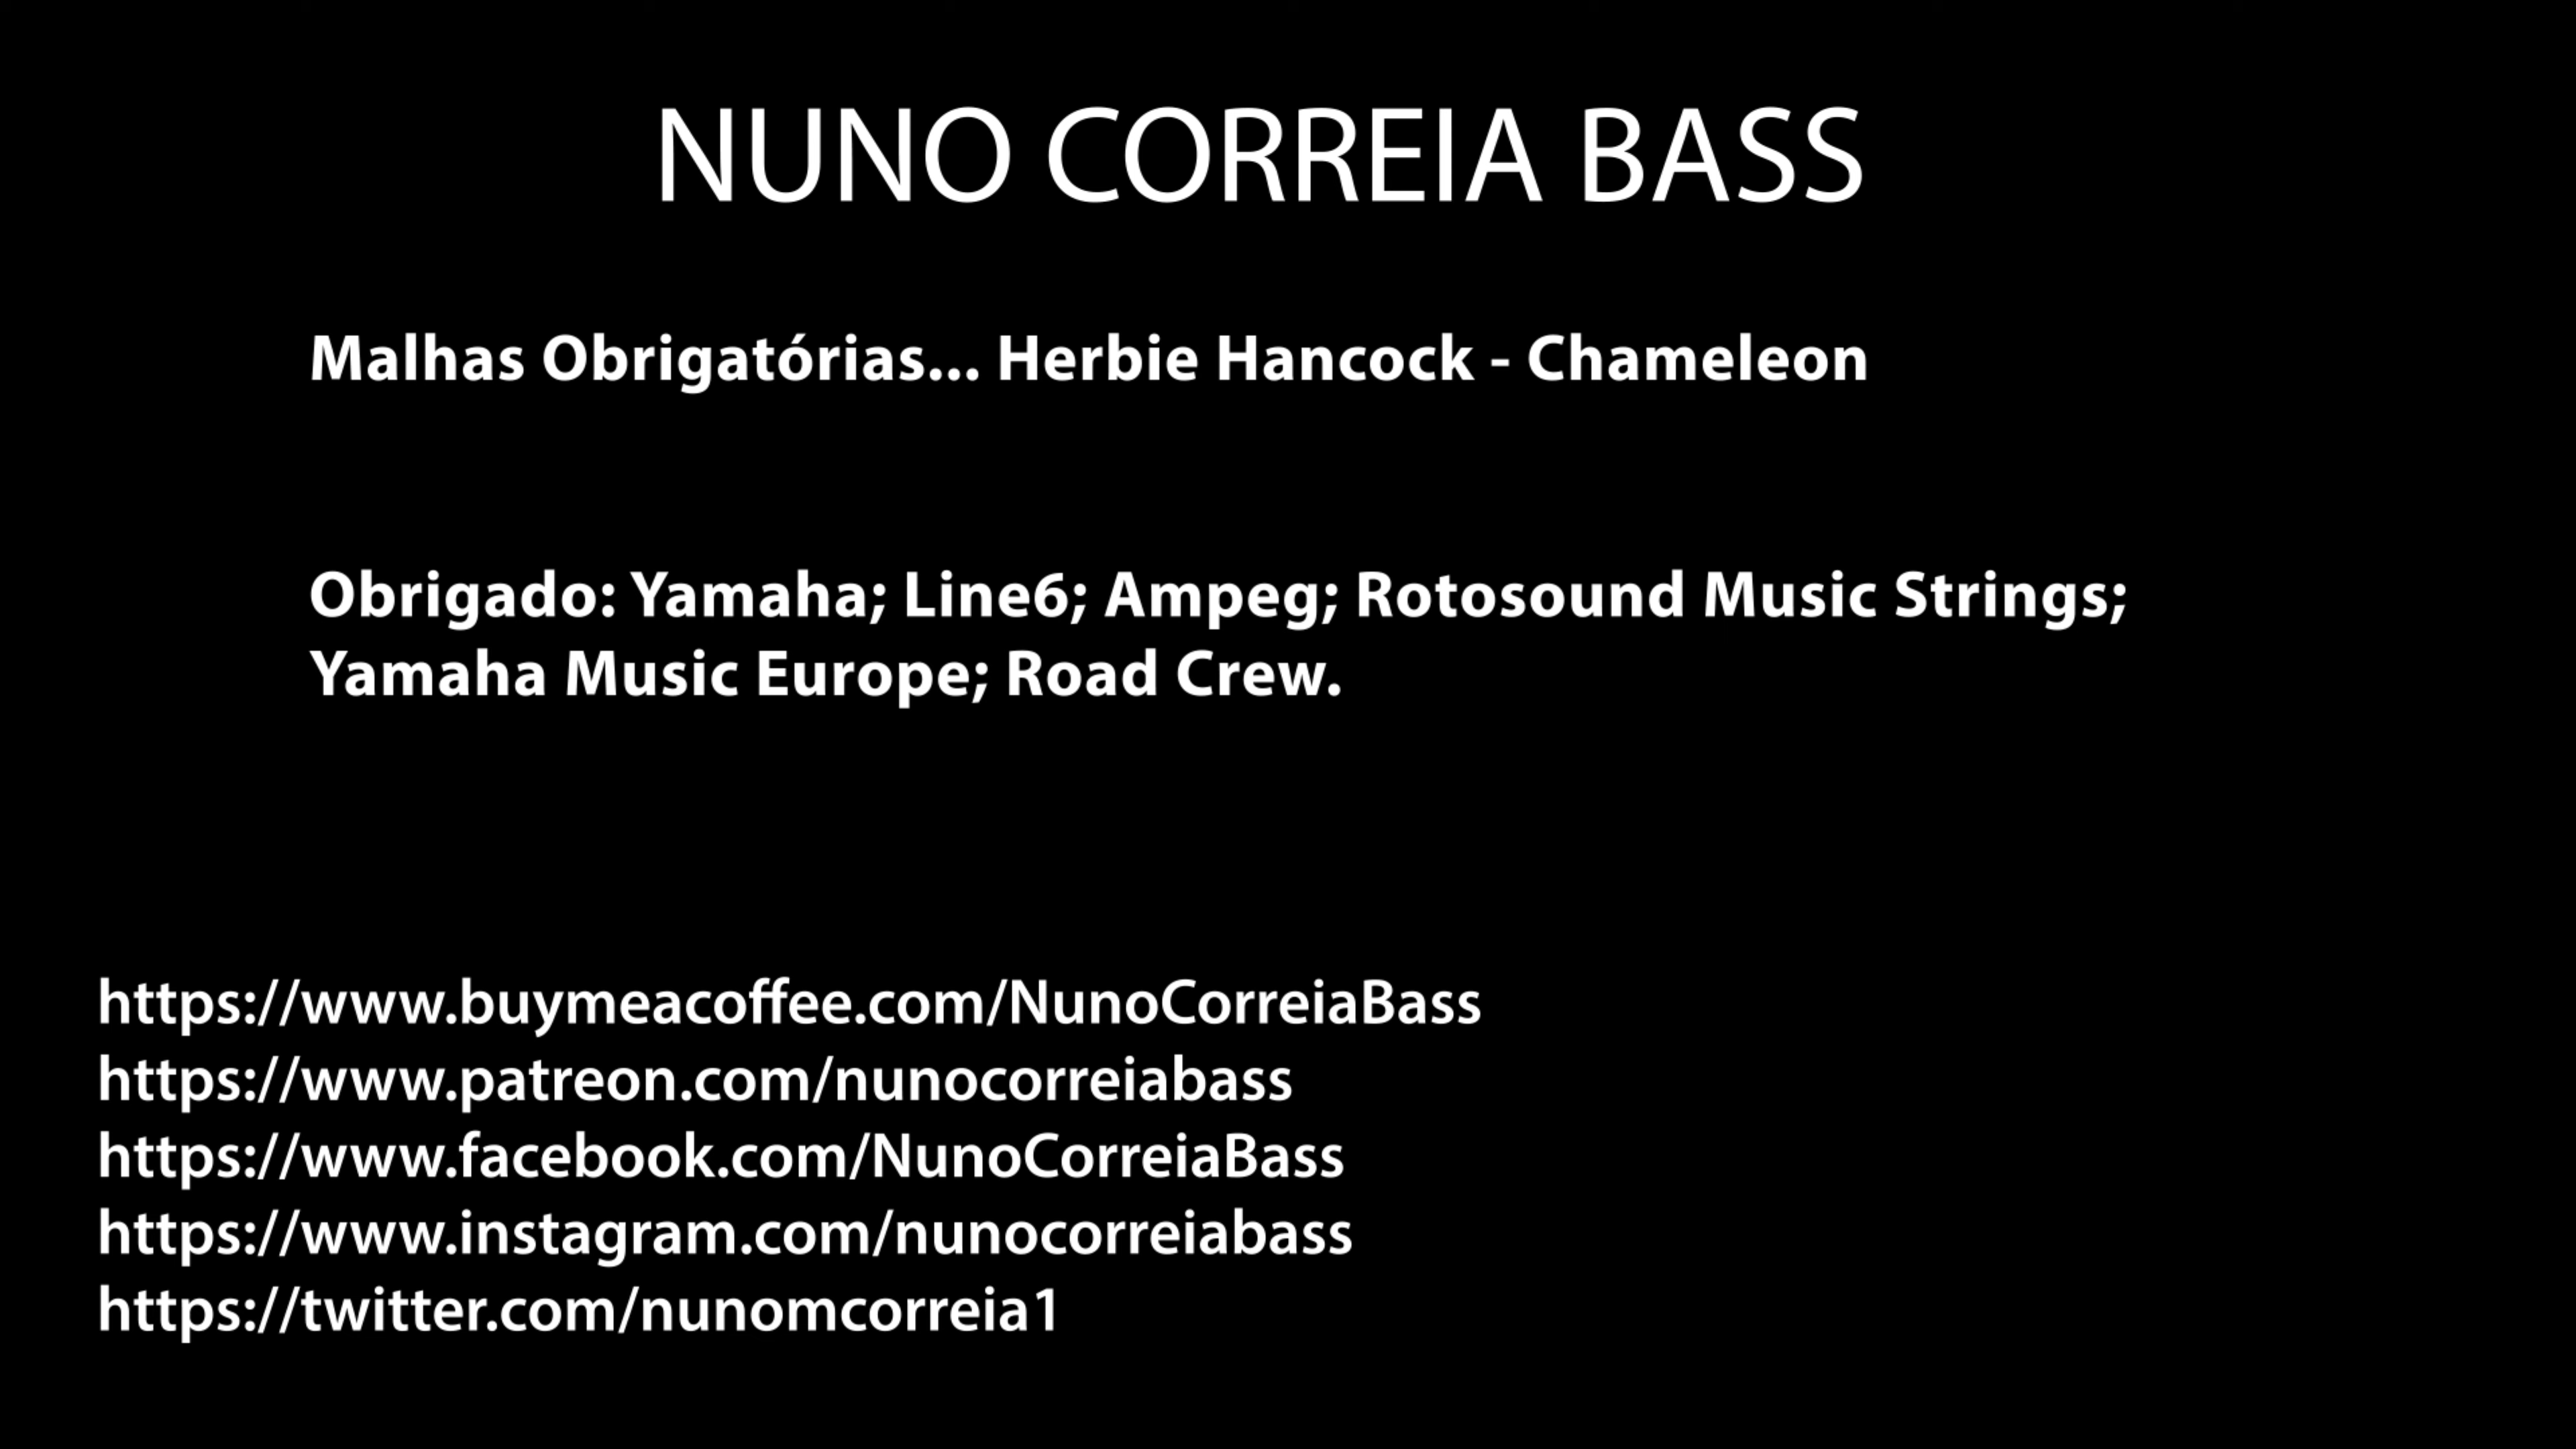 NUNO CORREIA BASS
Malhas Obrigatórias... Herbie Hancock - Chameleon
Obrigado: Yamaha; Line6; Ampeg; Rotosound Music Strings;
Yamaha Music Europe; Road Crew.
https://www.buymeacoffee.com/NunoCorreiaBass
https://www.patreon.com/nunocorreiabass
https://www.facebook.com/NunoCorreiaBass
https://www.instagram.com/nunocorreiabass
https://twitter.com/nunomcorreia1